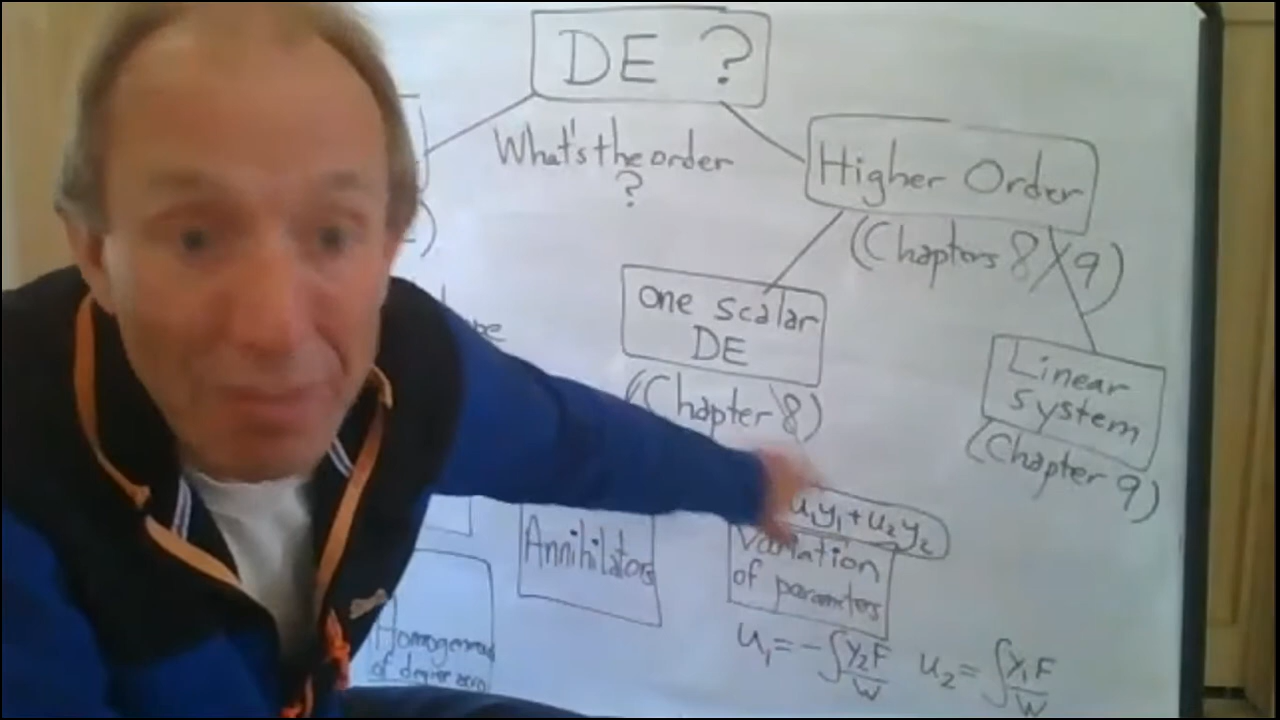 DE ?
What's the order
?
Higher Order
(Chapters 8 X 9)
one scalar
DE
(Chapter 8)
Linear
System
(Chapter 9)
u₁y₁+u₂y₂
Annihilators
Variation
of parameters
Homogeneous
of degree zero
u₁=-∫y₂F/W u₂=∫y₁F/W